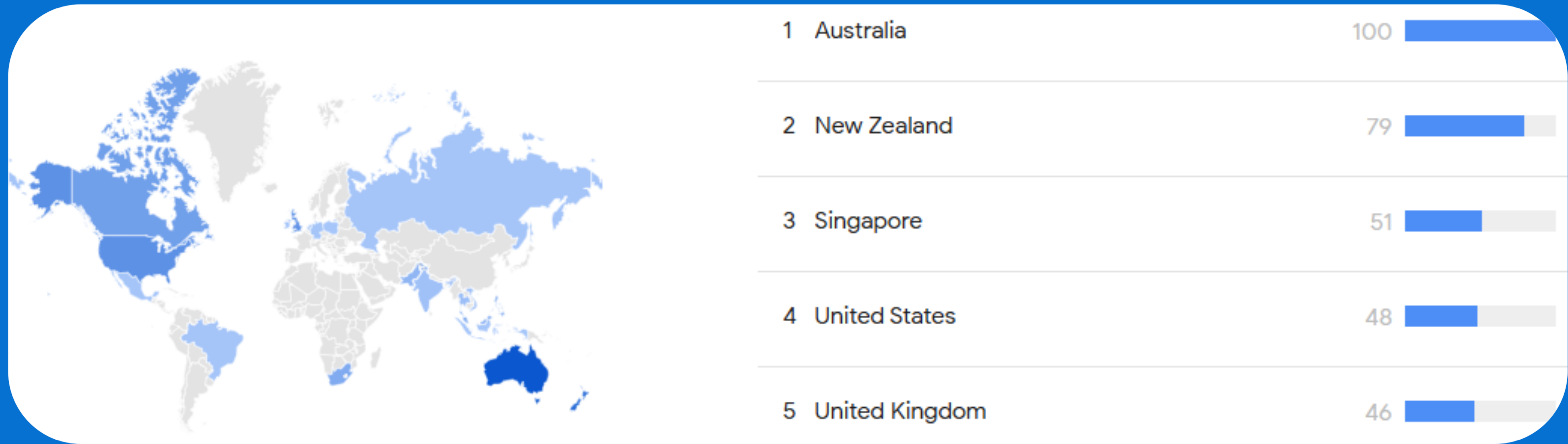 1 Australia 100
2 New Zealand 79
3 Singapore 51
4 United States 48
5 United Kingdom 46